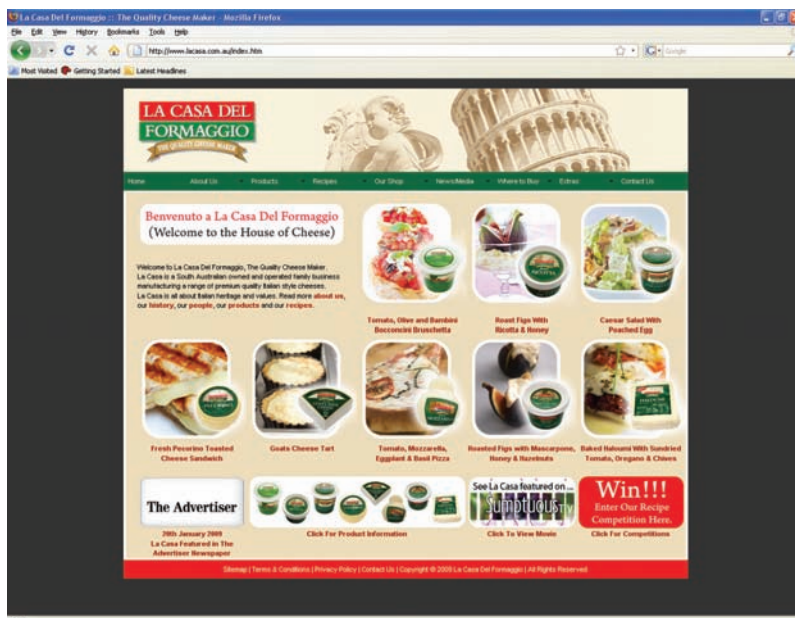 La Casa Del Formaggio :: The Quality Cheese Maker - Mozilla Firefox
File Edit View History Bookmarks Tools Help
http://www.lacasa.com.au/index.htm
Google
Most Visited Getting Started Latest Headlines
LA CASA DEL
FORMAGGIO
THE QUALITY CHEESE MAKER
Home About Us Products Recipes Our Shop News/Media Where to Buy Extras Contact Us
Benvenuto a La Casa Del Formaggio
(Welcome to the House of Cheese)
Welcome to La Casa Del Formaggio, The Quality Cheese Maker.
La Casa is a South Australian owned and operated family business
manufacturing a range of premium quality Italian style cheeses.
La Casa is all about Italian heritage and values. Read more about us,
our history, our people, our products and our recipes.
Tomato, Olive and Bambini
Bocconcini Bruschetta
Roast Figs With
Ricotta & Honey
Caesar Salad With
Poached Egg
Fresh Pecorino Toasted
Cheese Sandwich
Goats Cheese Tart
Tomato, Mozzarella,
Eggplant & Basil Pizza
Roasted Figs with Mascarpone,
Honey & Hazelnuts
Baked Haloumi With Sundried
Tomato, Oregano & Chives
The Advertiser
20th January 2009
La Casa Featured in The
Advertiser Newspaper
Click For Product Information
See La Casa featured on ...
SUMPTUOUS TV
Click To View Movie
Win!!!
Enter Our Recipe
Competition Here.
Click For Competitions
Sitemap | Terms & Conditions | Privacy Policy | Contact Us | Copyright © 2009 La Casa Del Formaggio | All Rights Reserved